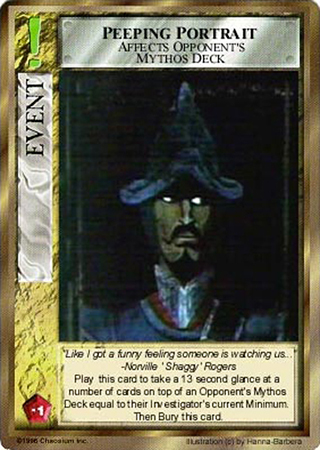 PEEPING PORTRAIT
AFFECTS OPPONENT'S
MYTHOS DECK
EVENT
!
"Like I got a funny feeling someone is watching us..."
-Norville 'Shaggy' Rogers
Play this card to take a 13 second glance at a
number of cards on top of an Opponent's Mythos
Deck equal to their Investigator's current Minimum.
Then Bury this card.
-1
©1996 Chaosium Inc.
Illustration (c) by Hanna-Barbera